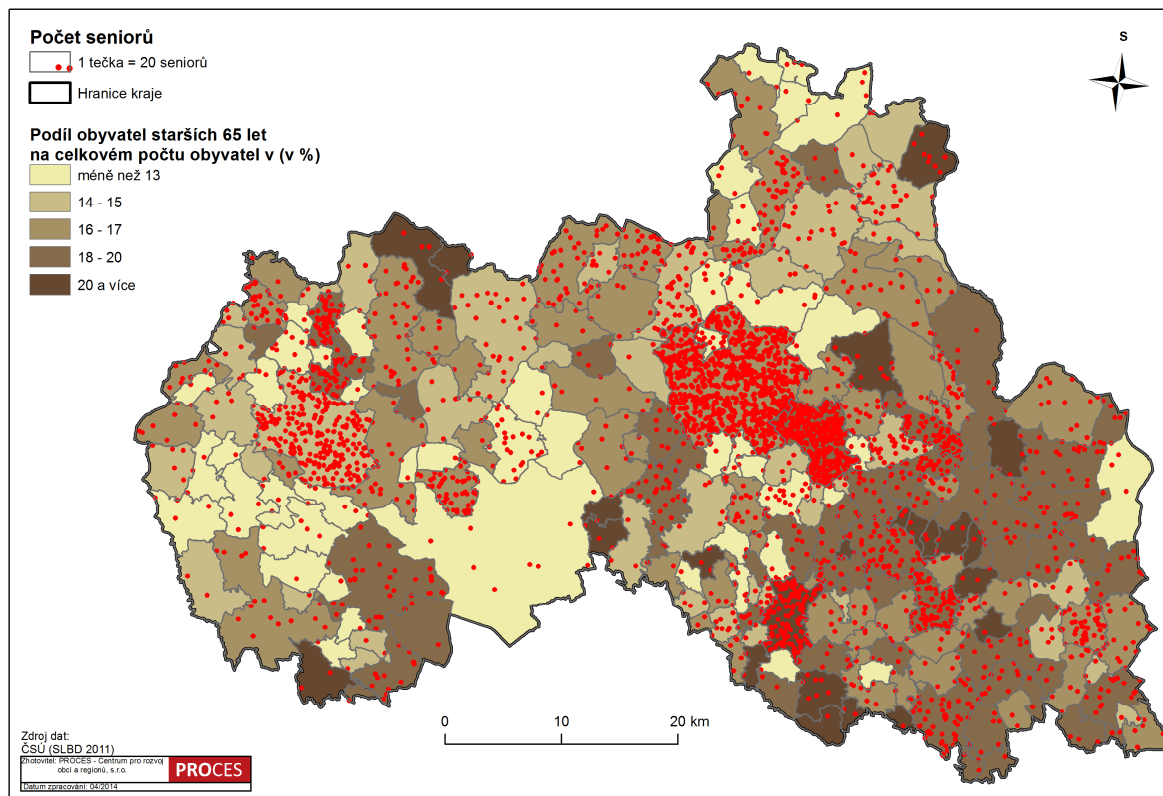 Počet seniorů
1 tečka = 20 seniorů
Hranice kraje
Podíl obyvatel starších 65 let
na celkovém počtu obyvatel v (v %)
méně než 13
14 - 15
16 - 17
18 - 20
20 a více
S
0 10 20 km
Zdroj dat:
ČSÚ (SLBD 2011)
Zhotovitel: PROCES - Centrum pro rozvoj
obcí a regionů, s.r.o.
PROCES
Datum zpracování: 04/2014